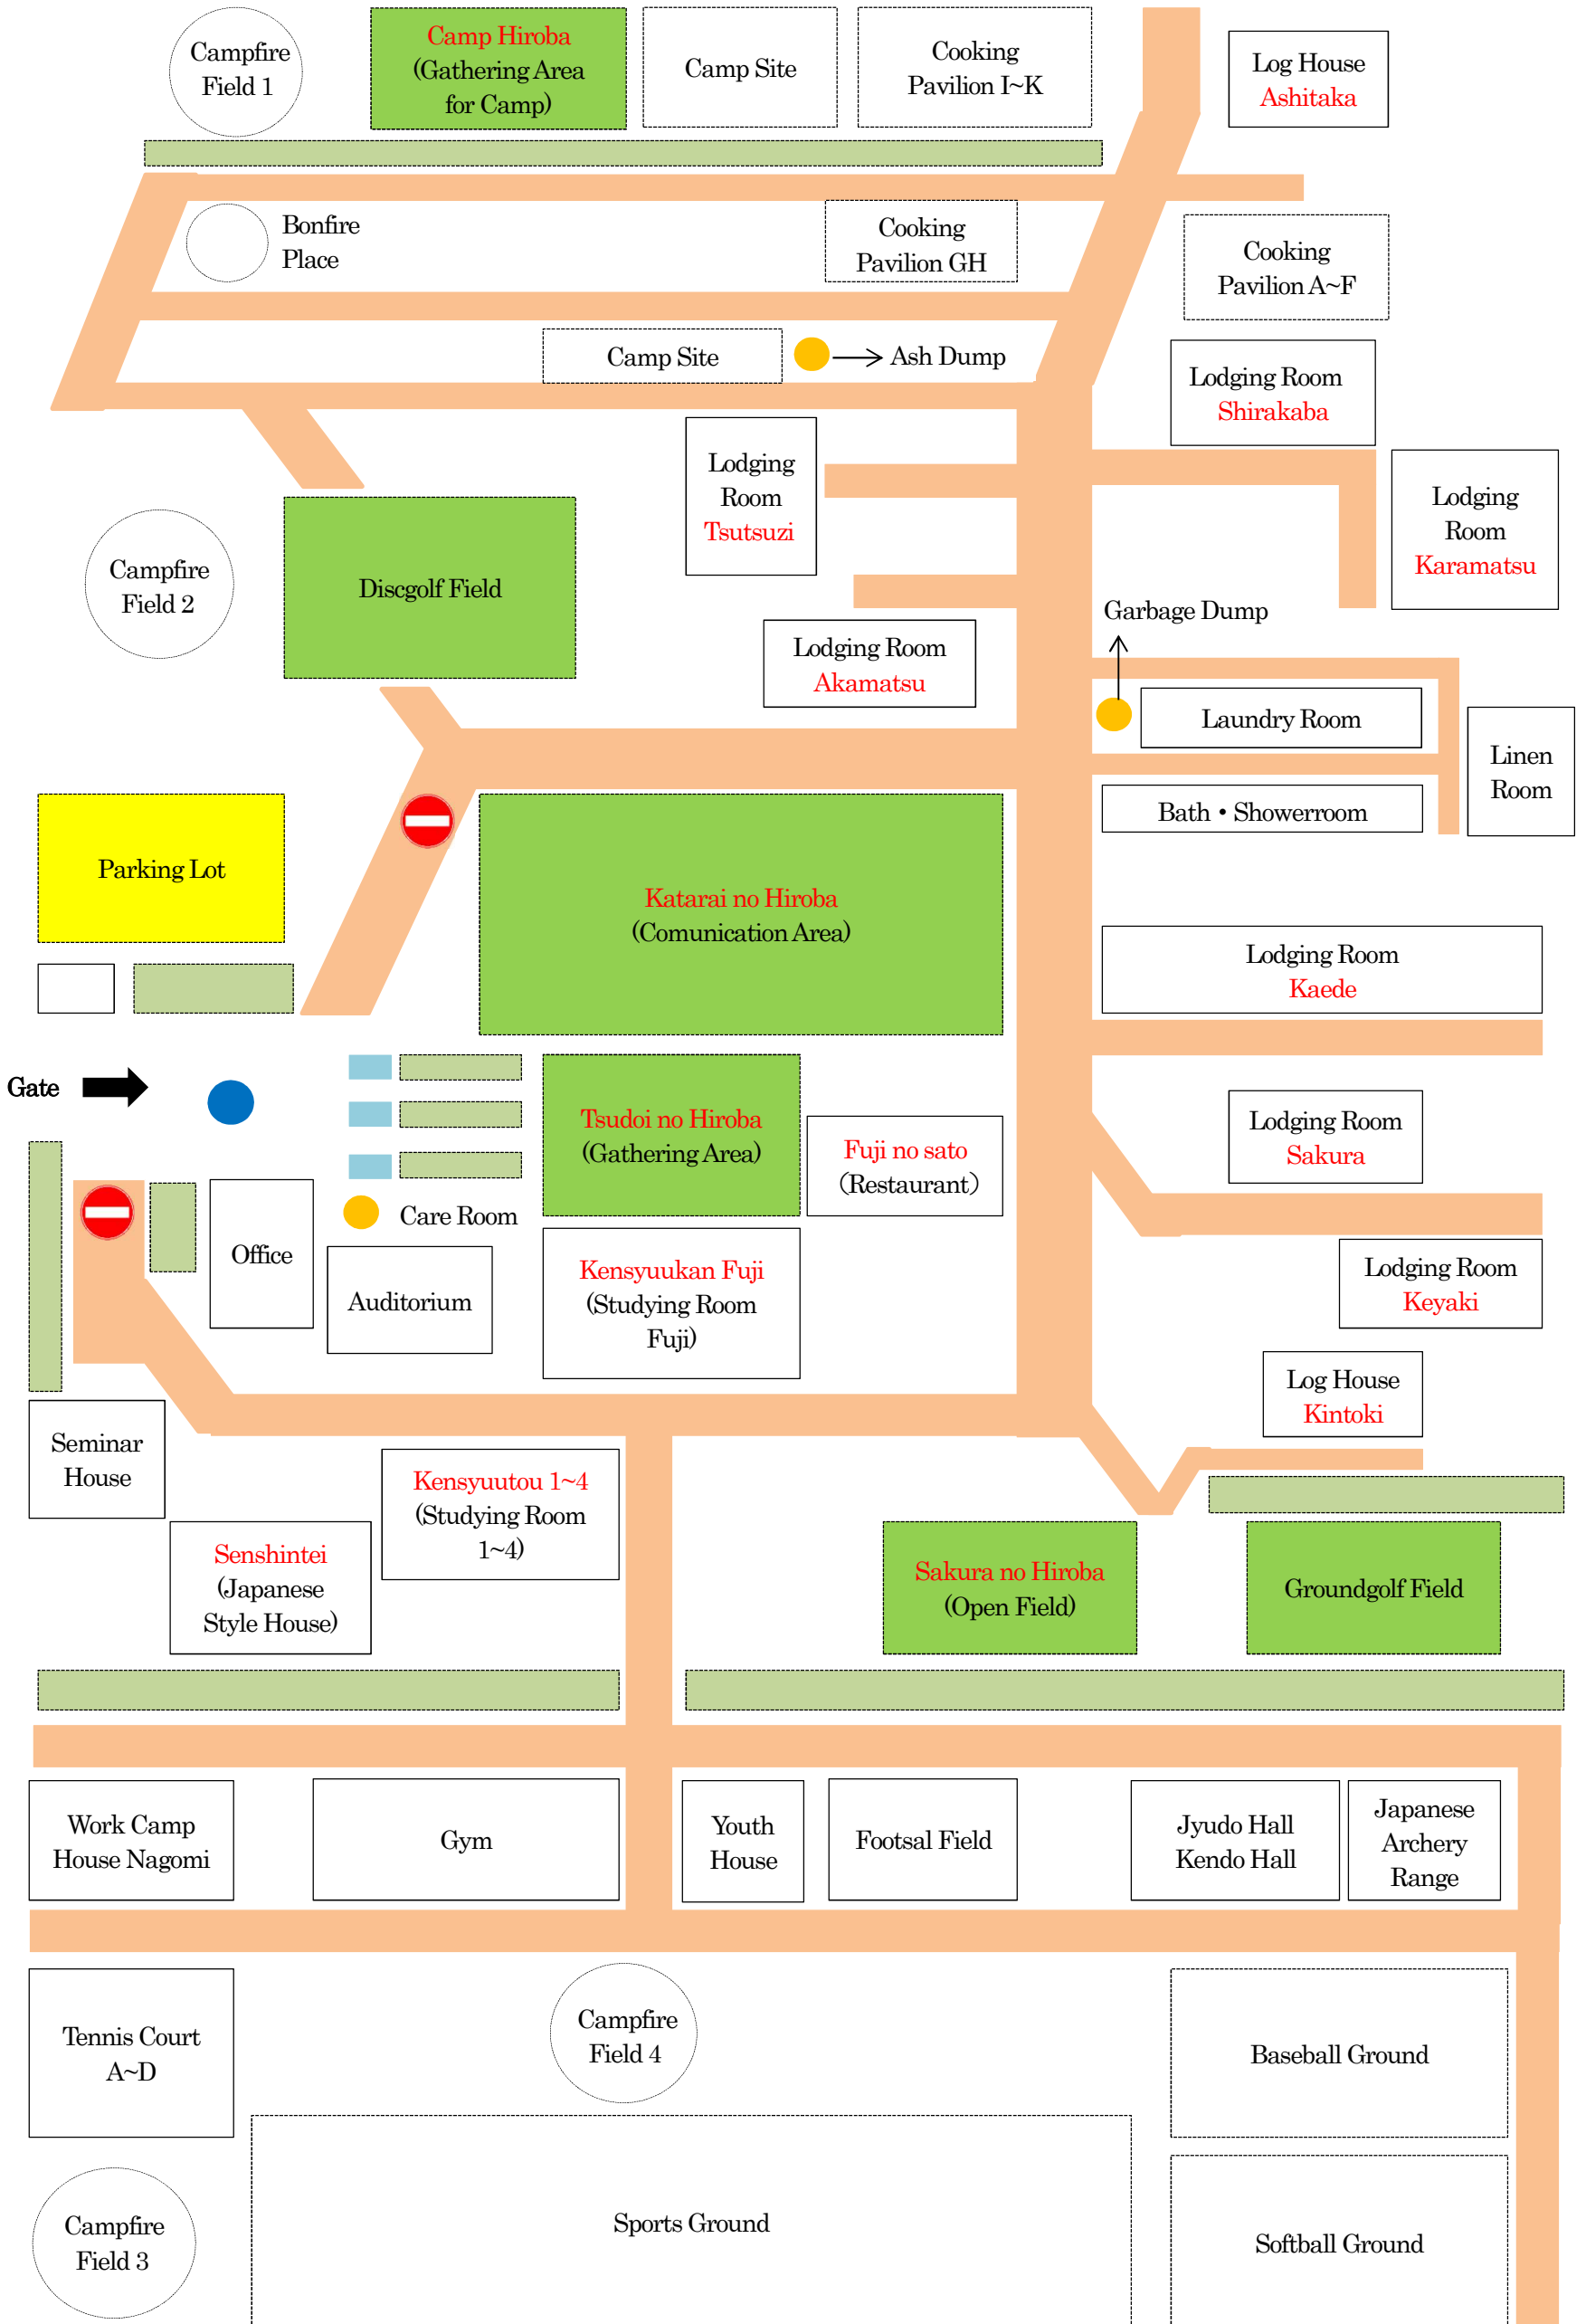 Campfire
Field 1
Camp Hiroba
(Gathering Area
for Camp)
Camp Site
Cooking
Pavilion I~K
Log House
Ashitaka
Bonfire
Place
Cooking
Pavilion GH
Cooking
Pavilion A~F
Camp Site
Ash Dump
Lodging Room
Shirakaba
Lodging
Room
Tsutsuzi
Lodging
Room
Karamatsu
Campfire
Field 2
Discgolf Field
Garbage Dump
Lodging Room
Akamatsu
Laundry Room
Linen
Room
Bath・Showerroom
Parking Lot
Katarai no Hiroba
(Comunication Area)
Lodging Room
Kaede
Gate
Tsudoi no Hiroba
(Gathering Area)
Fuji no sato
(Restaurant)
Lodging Room
Sakura
Care Room
Office
Auditorium
Kensyuukan Fuji
(Studying Room
Fuji)
Lodging Room
Keyaki
Log House
Kintoki
Seminar
House
Kensyuutou 1~4
(Studying Room
1~4)
Senshintei
(Japanese
Style House)
Sakura no Hiroba
(Open Field)
Groundgolf Field
Work Camp
House Nagomi
Gym
Youth
House
Footsal Field
Jyudo Hall
Kendo Hall
Japanese
Archery
Range
Tennis Court
A~D
Campfire
Field 4
Baseball Ground
Campfire
Field 3
Sports Ground
Softball Ground